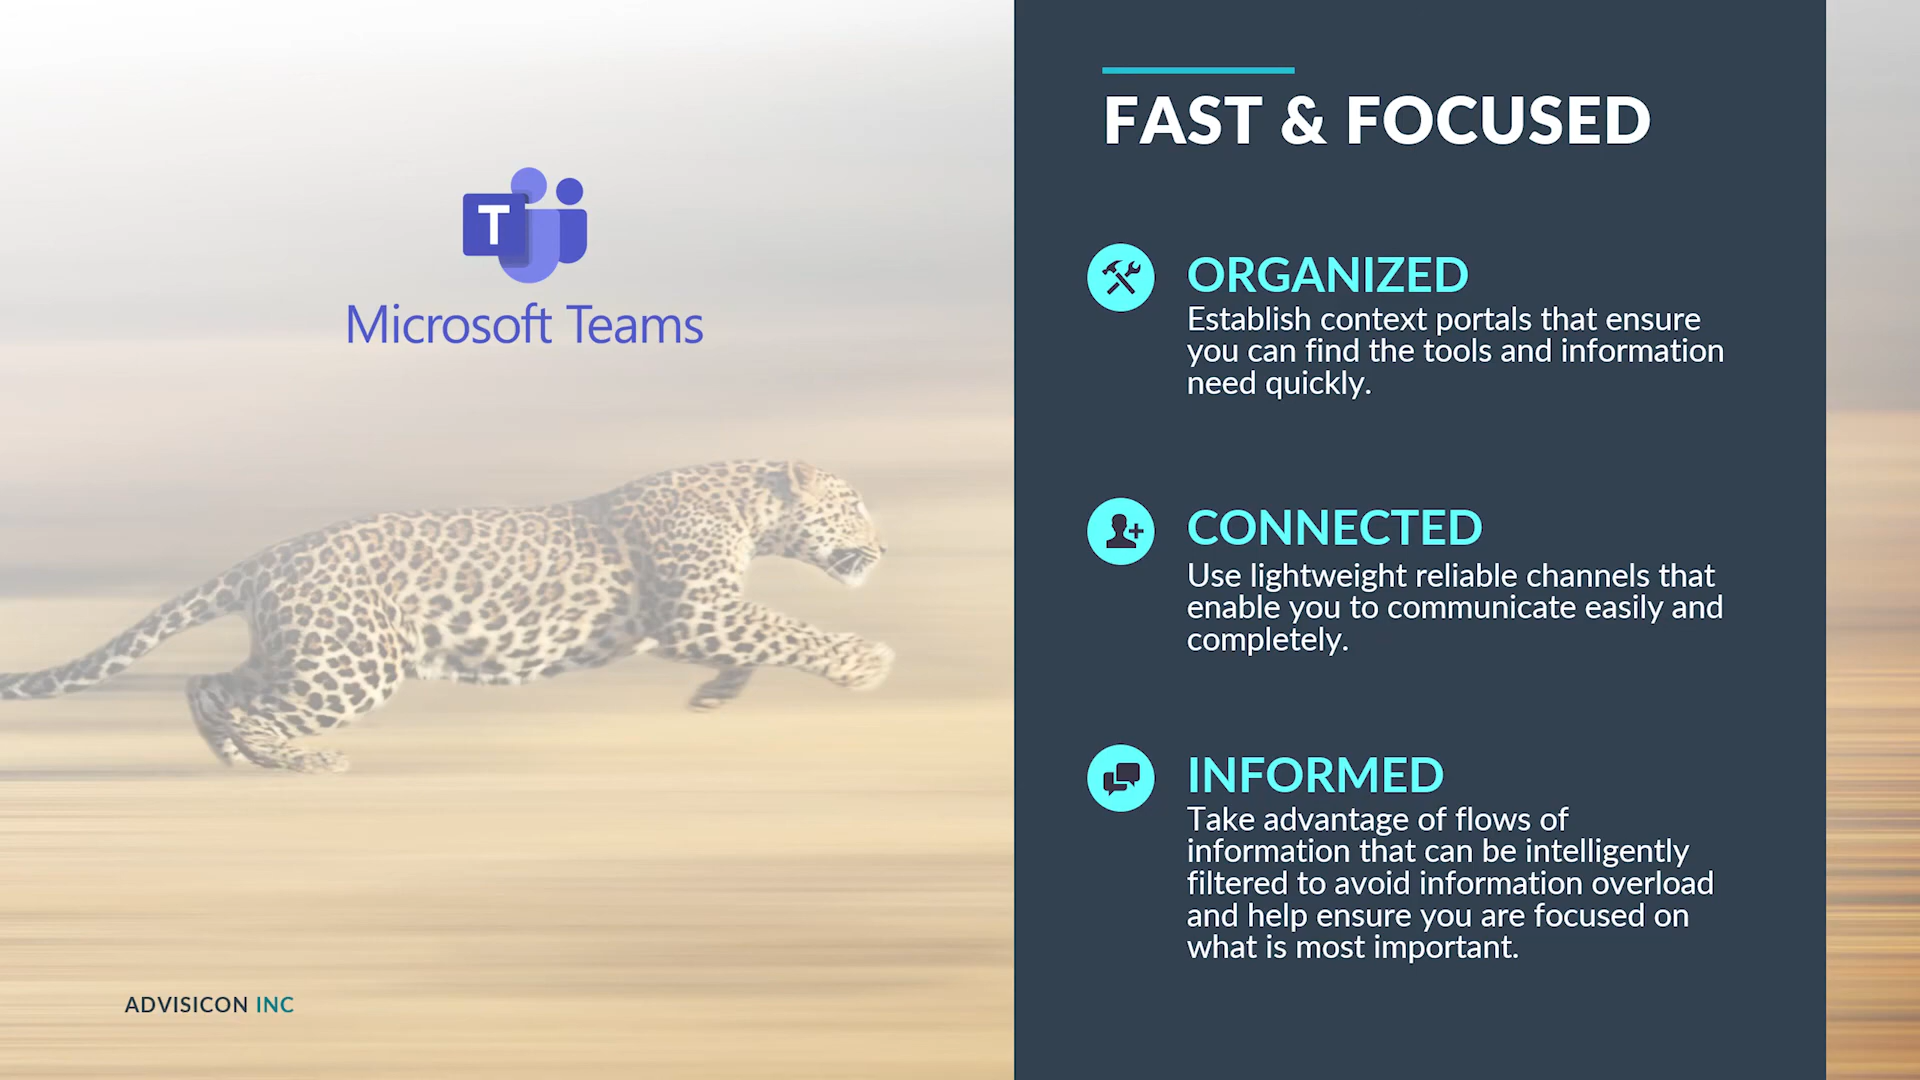 T
Microsoft Teams
ADVISICON INC
FAST & FOCUSED
ORGANIZED
Establish context portals that ensure
you can find the tools and information
need quickly.
CONNECTED
Use lightweight reliable channels that
enable you to communicate easily and
completely.
INFORMED
Take advantage of flows of
information that can be intelligently
filtered to avoid information overload
and help ensure you are focused on
what is most important.